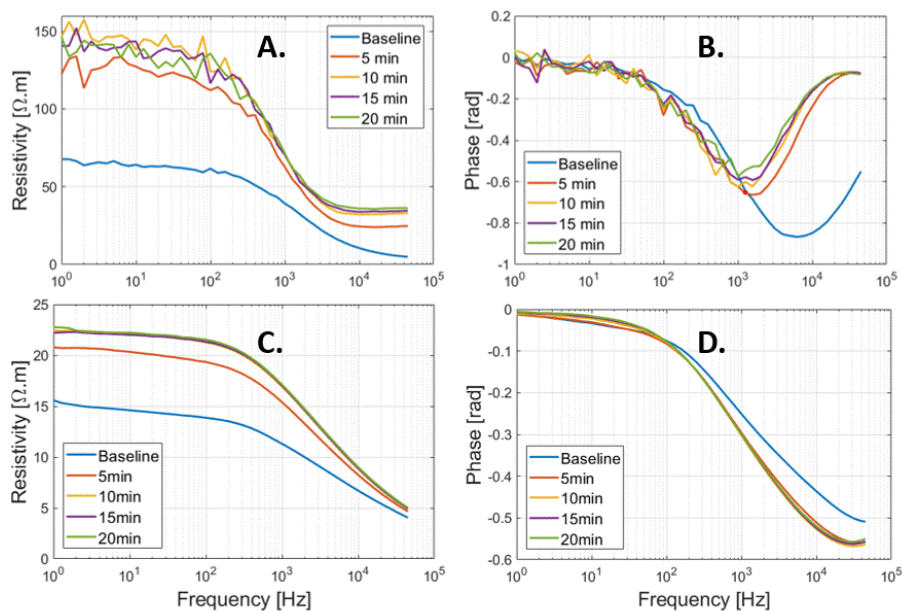 A.
Resistivity [Ω.m]
150
100
50
0
10^0
10^1
10^2
10^3
10^4
10^5
Baseline
5 min
10 min
15 min
20 min
B.
Phase [rad]
0.2
0
-0.2
-0.4
-0.6
-0.8
-1
10^0
10^1
10^2
10^3
10^4
10^5
Baseline
5 min
10 min
15 min
20 min
C.
Resistivity [Ω.m]
25
20
15
10
5
0
10^0
10^1
10^2
10^3
10^4
10^5
Frequency [Hz]
Baseline
5min
10min
15min
20min
D.
Phase [rad]
0
-0.1
-0.2
-0.3
-0.4
-0.5
-0.6
10^0
10^1
10^2
10^3
10^4
10^5
Frequency [Hz]
Baseline
5min
10min
15min
20min